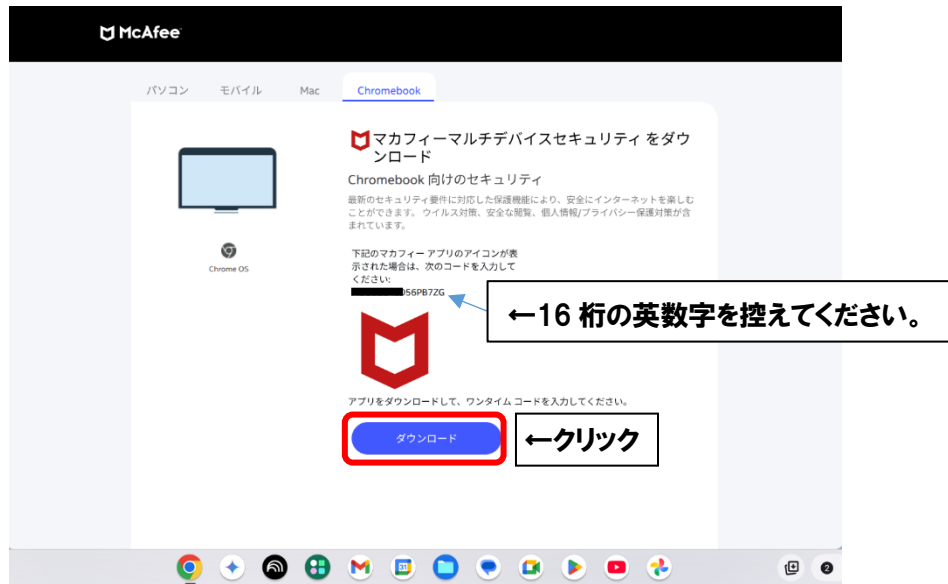 McAfee
パソコン モバイル Mac Chromebook
マカフィーマルチデバイスセキュリティ をダウ
ンロード
Chromebook 向けのセキュリティ
最新のセキュリティ要件に対応した保護機能により、安全にインターネットを楽しむ
ことができます。 ウイルス対策、安全な閲覧、個人情報/プライバシー保護対策が含
まれています。
Chrome OS
下記のマカフィー アプリのアイコンが表
示された場合は、次のコードを入力して
ください:
056PB7ZG
←16 桁の英数字を控えてください。
アプリをダウンロードして、ワンタイム コードを入力してください。
ダウンロード
←クリック
31
2